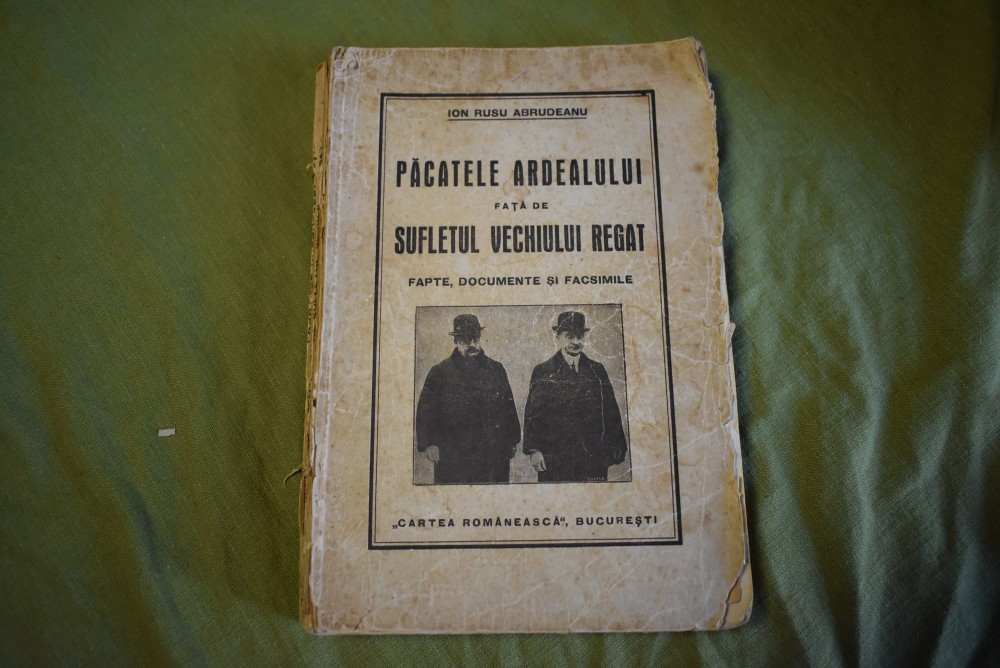 ION RUSU ABRUDEANU
PĂCATELE ARDEALULUI
FAȚĂ DE
SUFLETUL VECHIULUI REGAT
FAPTE, DOCUMENTE ȘI FACSIMILE
„CARTEA ROMÂNEASCĂ“, BUCUREȘTI